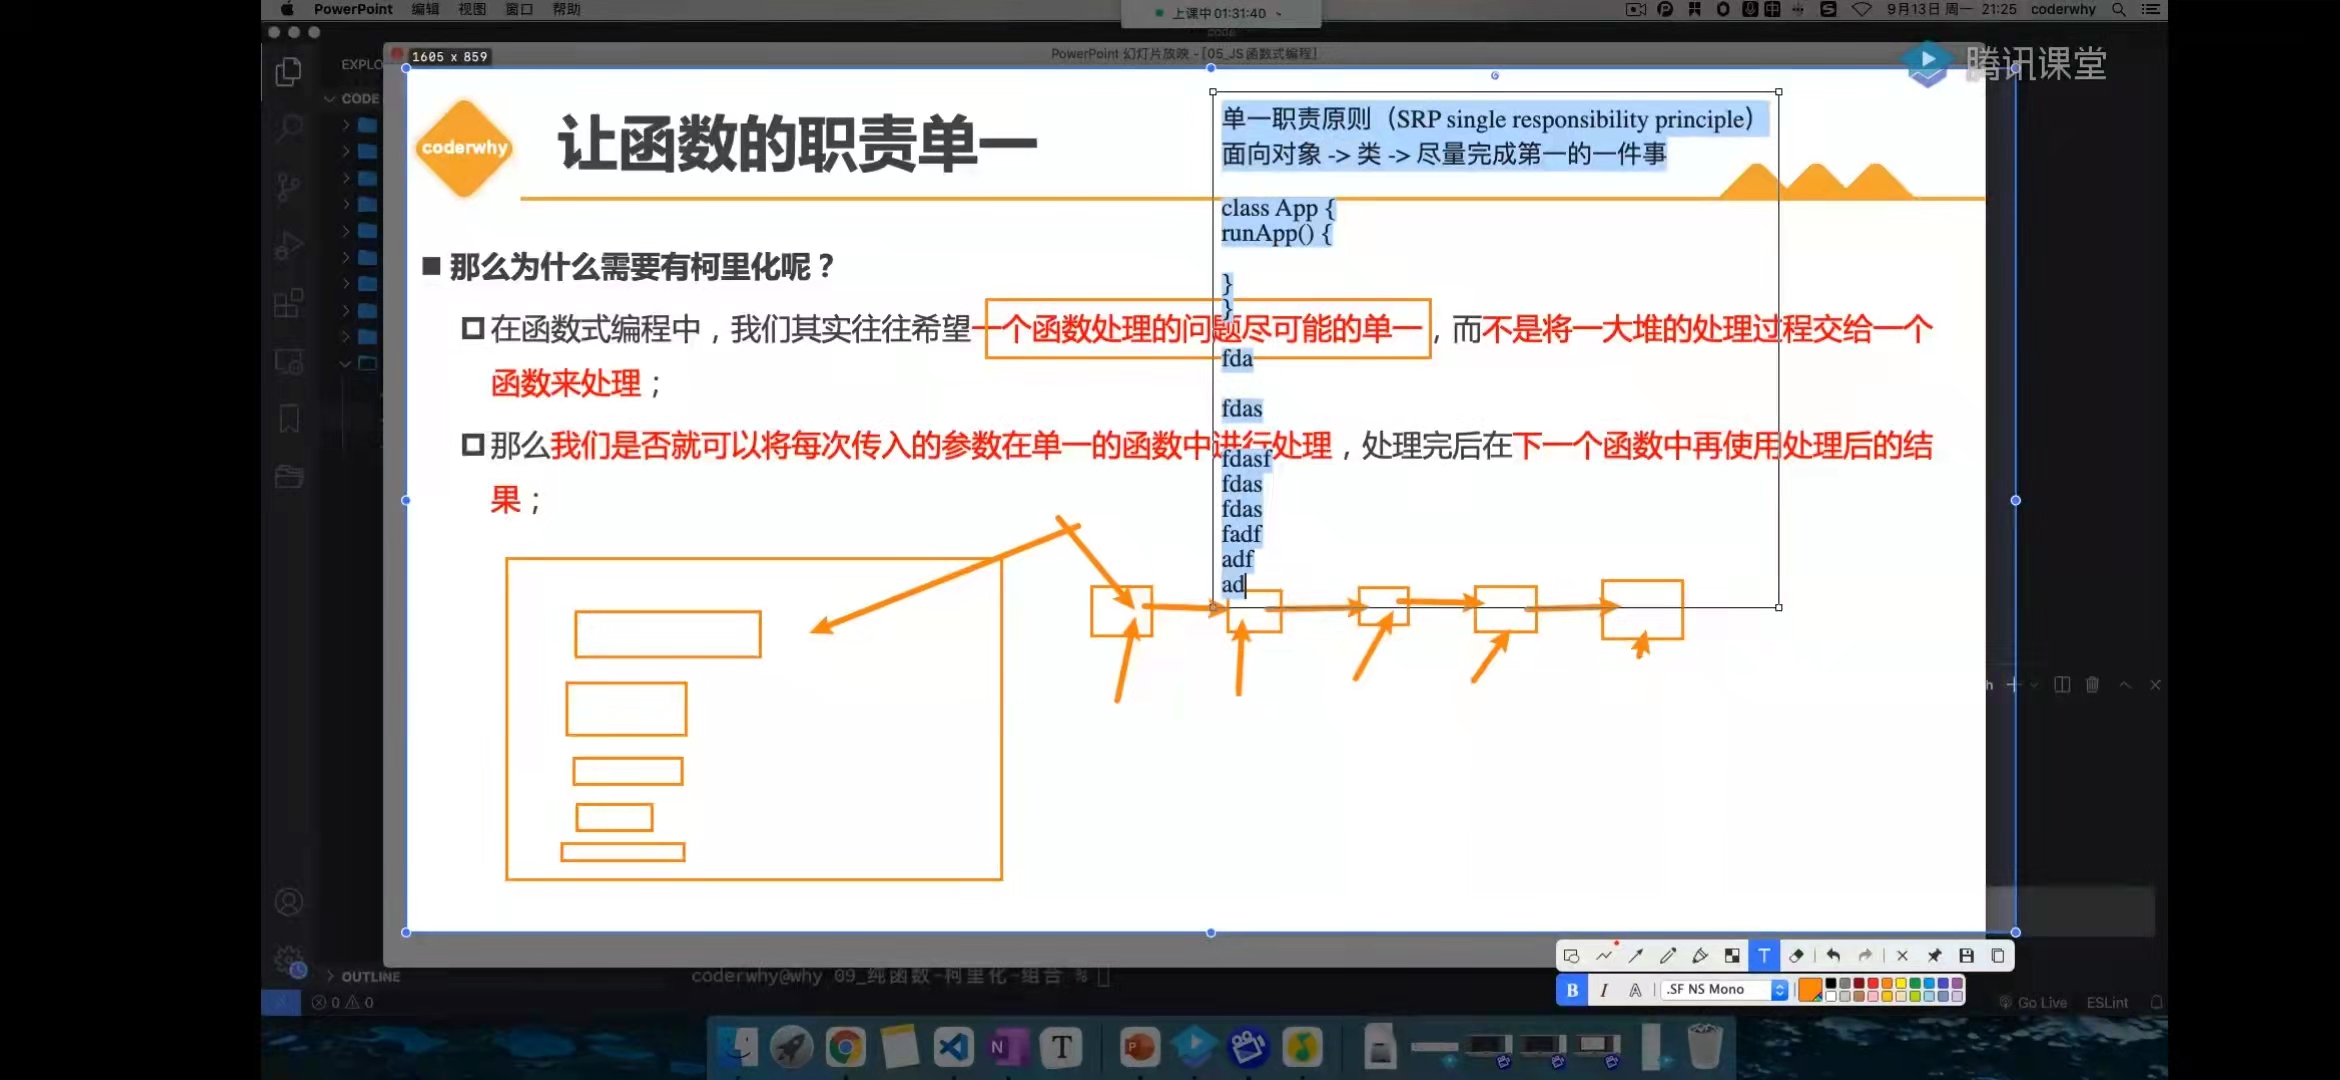 PowerPoint 编辑 视图 窗口 帮助
上课中 01:31:40
9月13日 周一 21:25 coderwhy
code
PowerPoint 幻灯片放映 - [05_JS函数式编程]
1605 x 859
腾讯课堂
EXPLO
CODE
coderwhy
让函数的职责单一
单一职责原则（SRP single responsibility principle）
面向对象 -> 类 -> 尽量完成第一的一件事
class App {
runApp() {
}
}
fda
fdas
fdasf
fdas
fdas
fadf
adf
ad
■ 那么为什么需要有柯里化呢？
在函数式编程中，我们其实往往希望一个函数处理的问题尽可能的单一，而不是将一大堆的处理过程交给一个
函数来处理；
那么我们是否就可以将每次传入的参数在单一的函数中进行处理，处理完后在下一个函数中再使用处理后的结
果；
OUTLINE
coderwhy@why 09_纯函数-柯里化-组合 %
0 0
T
B I A .SF NS Mono
Go Live ESLint